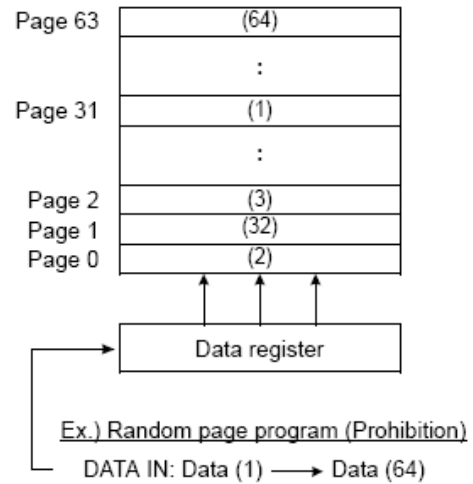 Page 63 (64)
:
Page 31 (1)
:
Page 2 (3)
Page 1 (32)
Page 0 (2)
Data register
Ex.) Random page program (Prohibition)
DATA IN: Data (1) → Data (64)